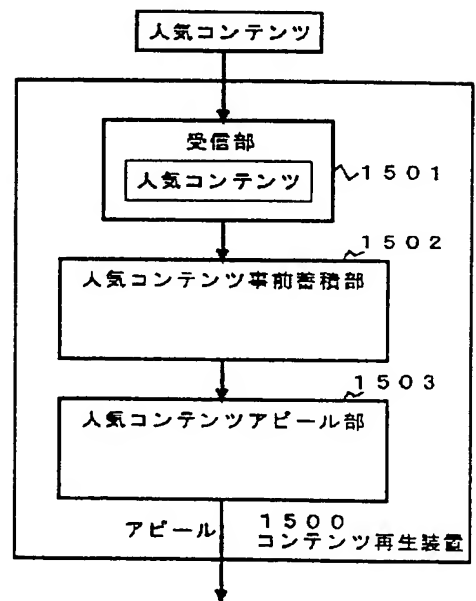 人気コンテンツ
受信部
人気コンテンツ
1501
1502
人気コンテンツ事前蓄積部
1503
人気コンテンツアピール部
アピール
1500
コンテンツ再生装置